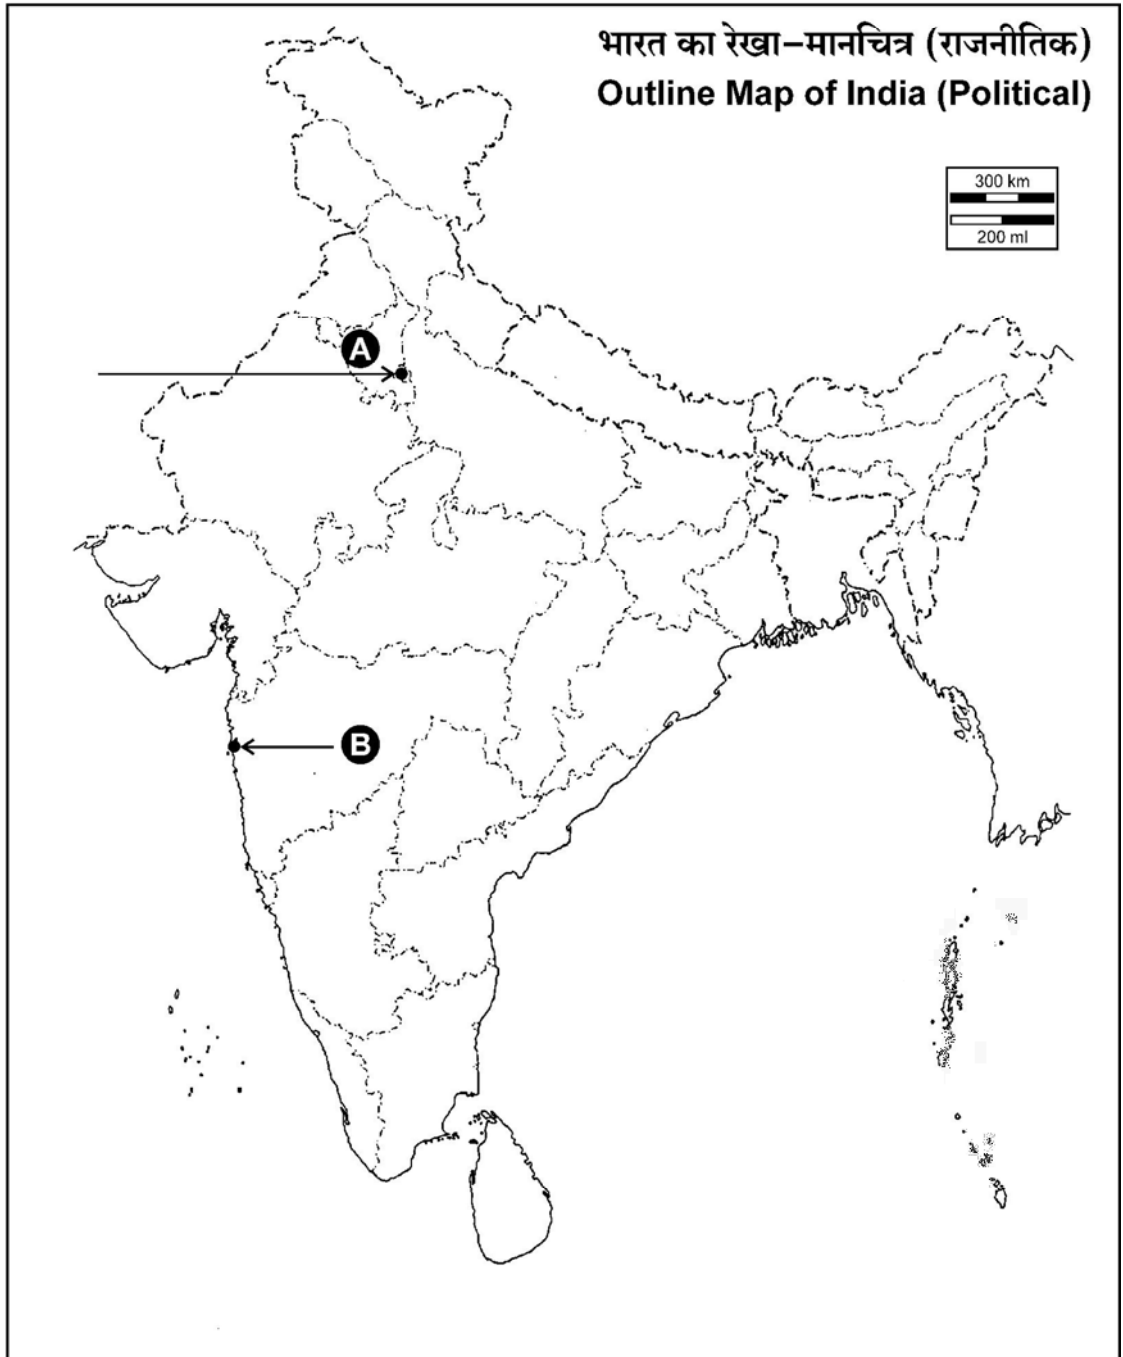 भारत का रेखा–मानचित्र (राजनीतिक)
Outline Map of India (Political)
300 km
200 ml
A
B